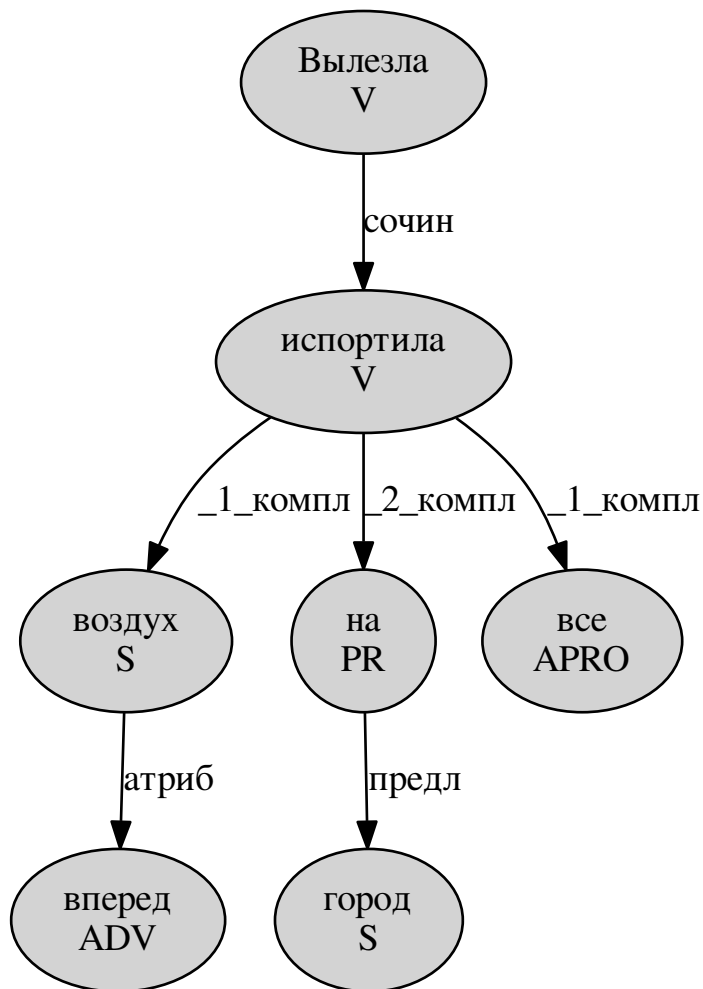 Вылезла
V
сочин
испортила
V
_1_компл
_2_компл
_1_компл
воздух
S
на
PR
все
APRO
атриб
предл
вперед
ADV
город
S